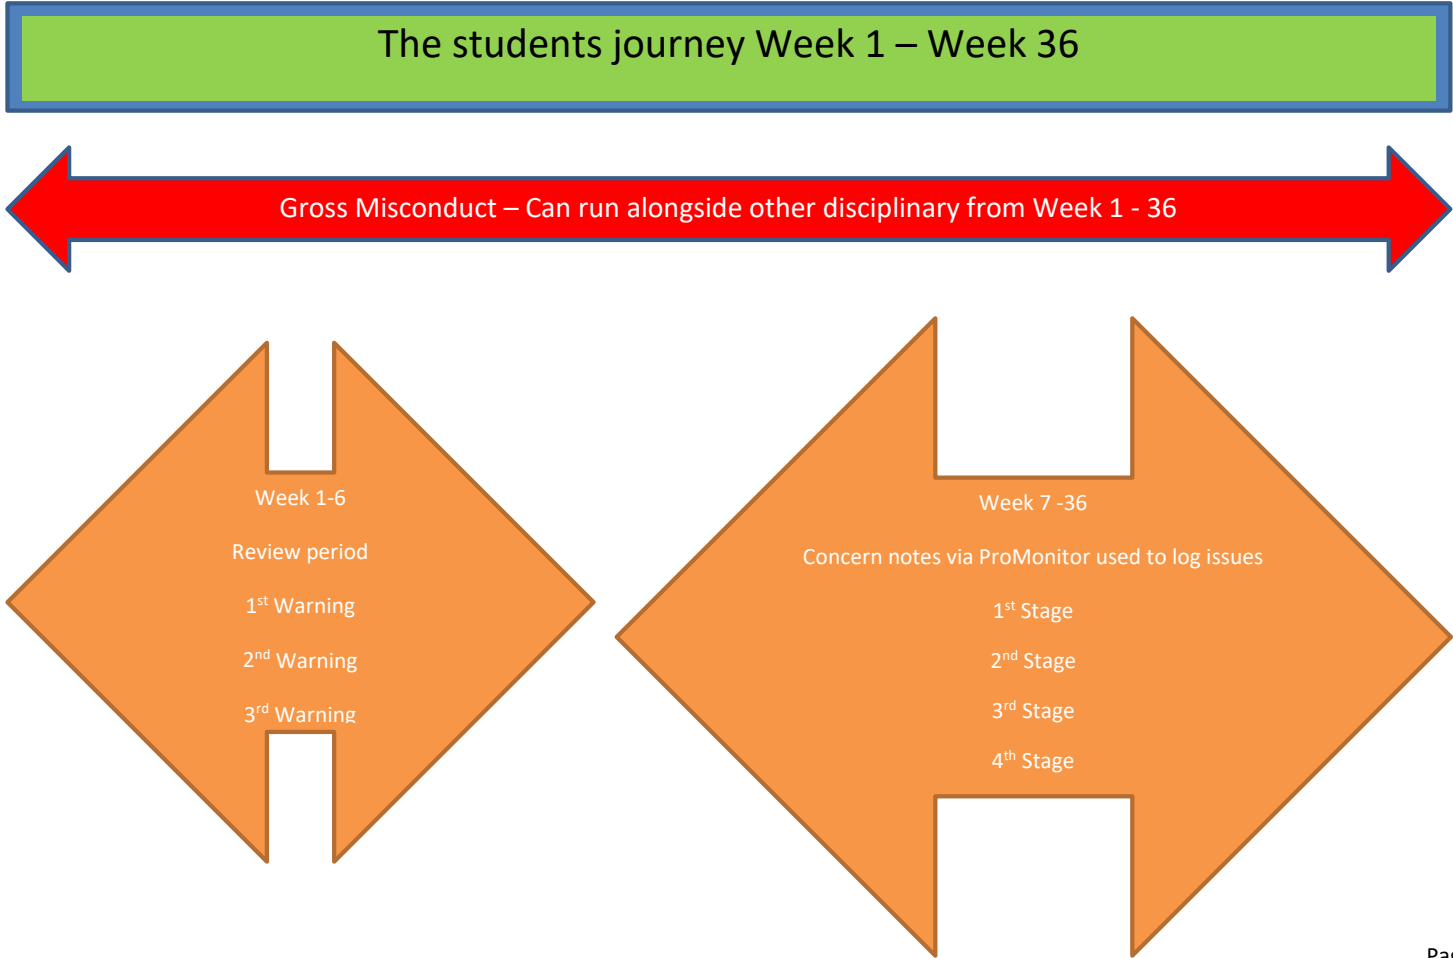 The students journey Week 1 – Week 36
Gross Misconduct – Can run alongside other disciplinary from Week 1 - 36
Week 1-6
Review period
1st Warning
2nd Warning
3rd Warning
Week 7 -36
Concern notes via ProMonitor used to log issues
1st Stage
2nd Stage
3rd Stage
4th Stage